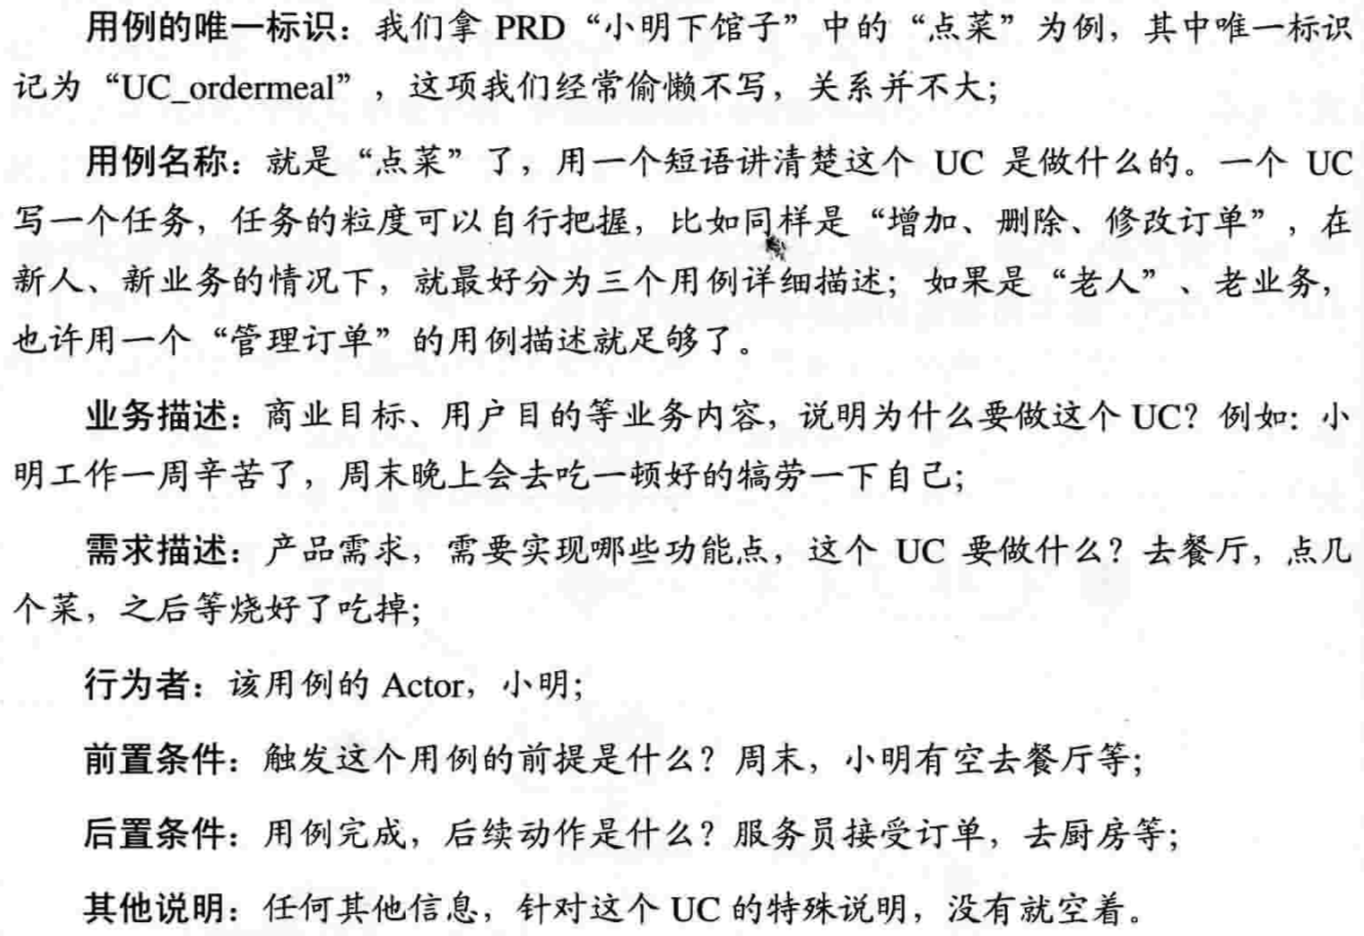 用例的唯一标识：我们拿 PRD“小明下馆子”中的“点菜”为例，其中唯一标识
记为“UC_ordermeal”，这项我们经常偷懒不写，关系并不大；
用例名称：就是“点菜”了，用一个短语讲清楚这个 UC 是做什么的。一个 UC
写一个任务，任务的粒度可以自行把握，比如同样是“增加、删除、修改订单”，在
新人、新业务的情况下，就最好分为三个用例详细描述；如果是“老人”、老业务，
也许用一个“管理订单”的用例描述就足够了。
业务描述：商业目标、用户目的等业务内容，说明为什么要做这个 UC？例如：小
明工作一周辛苦了，周末晚上会去吃一顿好的犒劳一下自己；
需求描述：产品需求，需要实现哪些功能点，这个 UC 要做什么？去餐厅，点几
个菜，之后等烧好了吃掉；
行为者：该用例的 Actor，小明；
前置条件：触发这个用例的前提是什么？周末，小明有空去餐厅等；
后置条件：用例完成，后续动作是什么？服务员接受订单，去厨房等；
其他说明：任何其他信息，针对这个 UC 的特殊说明，没有就空着。